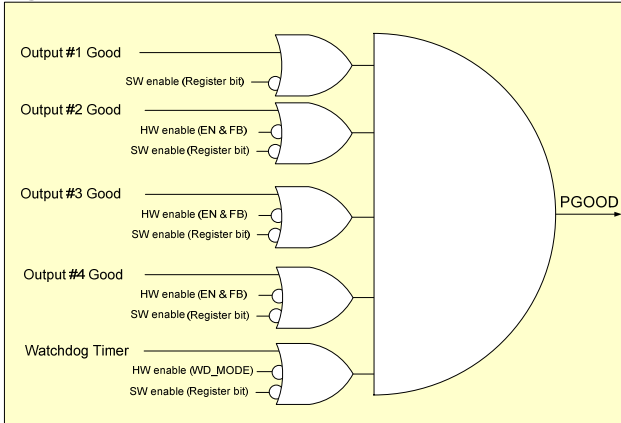 Output #1 Good
SW enable (Register bit)
Output #2 Good
HW enable (EN & FB)
SW enable (Register bit)
Output #3 Good
HW enable (EN & FB)
SW enable (Register bit)
Output #4 Good
HW enable (EN & FB)
SW enable (Register bit)
Watchdog Timer
HW enable (WD_MODE)
SW enable (Register bit)
PGOOD